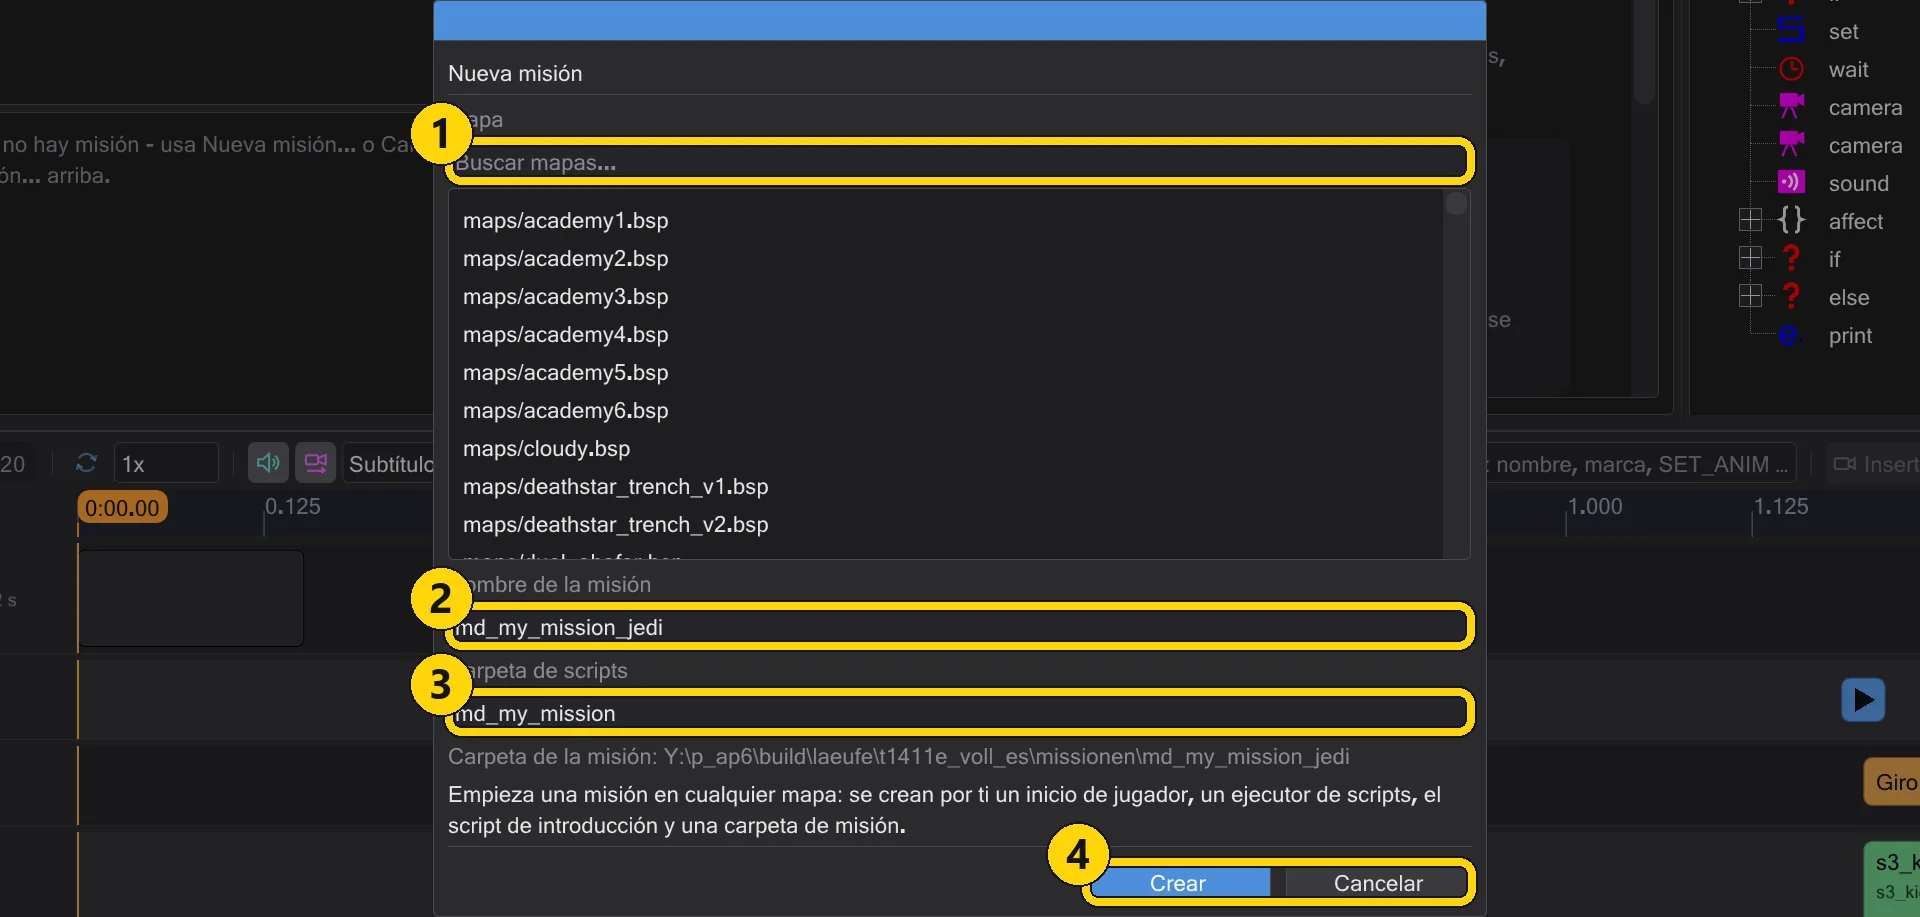 Nueva misión
1
apa
Buscar mapas...
no hay misión - usa Nueva misión... o Ca
ón... arriba.
s,
maps/academy1.bsp
maps/academy2.bsp
maps/academy3.bsp
maps/academy4.bsp
maps/academy5.bsp
maps/academy6.bsp
maps/cloudy.bsp
maps/deathstar_trench_v1.bsp
maps/deathstar_trench_v2.bsp
se
set
wait
camera
camera
sound
affect
if
else
print
20
1x
Subtítulo
: nombre, marca, SET_ANIM ...
Insert
0:00.00
0.125
1.000
1.125
2
ombre de la misión
md_my_mission_jedi
s
3
arpeta de scripts
md_my_mission
Carpeta de la misión: Y:\p_ap6\build\laeufe\t1411e_voll_es\missionen\md_my_mission_jedi
Empieza una misión en cualquier mapa: se crean por ti un inicio de jugador, un ejecutor de scripts, el
script de introducción y una carpeta de misión.
4
Crear
Cancelar
Giro
s3_k
s3_ki